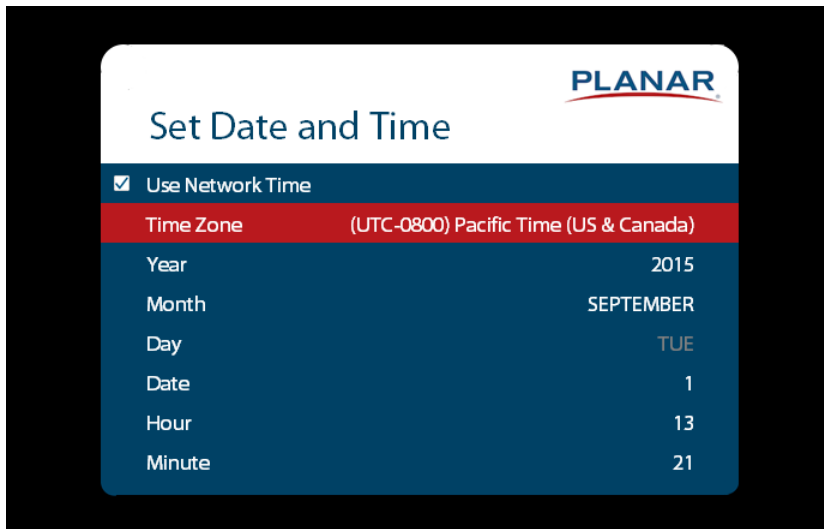 PLANAR
Set Date and Time
Use Network Time
Time Zone (UTC-0800) Pacific Time (US & Canada)
Year 2015
Month SEPTEMBER
Day TUE
Date 1
Hour 13
Minute 21